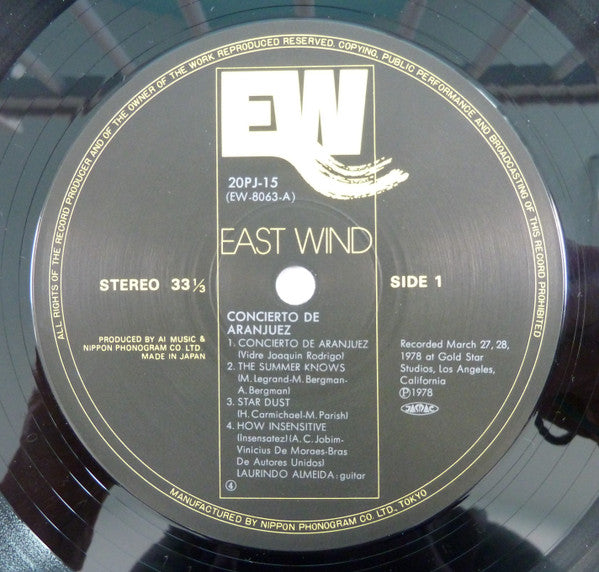 ALL RIGHTS OF THE RECORD PRODUCER AND OF THE OWNER OF THE WORK REPRODUCED RESERVED. COPYING, PUBLIC PERFORMANCE AND BROADCASTING OF THIS RECORD PROHIBITED
EW
20PJ-15
(EW-8063-A)
EAST WIND
STEREO 33⅓
SIDE 1
CONCIERTO DE
ARANJUEZ
1. CONCIERTO DE ARANJUEZ
(Vidre Jaaquin Rodrigo)
2. THE SUMMER KNOWS
(M. Legrand-M. Bergman-
A. Bergman)
3. STAR DUST
(H. Carmichael-M. Parish)
4. HOW INSENSITIVE
(Insensatez)(A. C. Jobim-
Vinicius De Moraes-Bras
De Autores Unidos)
LAURINDO ALMEIDA: guitar
④
PRODUCED BY AI MUSIC &
NIPPON PHONOGRAM CO. LTD.
MADE IN JAPAN
Recorded March 27, 28,
1978 at Gold Star
Studios, Los Angeles,
California
Ⓟ1978
JASRAC
MANUFACTURED BY NIPPON PHONOGRAM CO. LTD., TOKYO